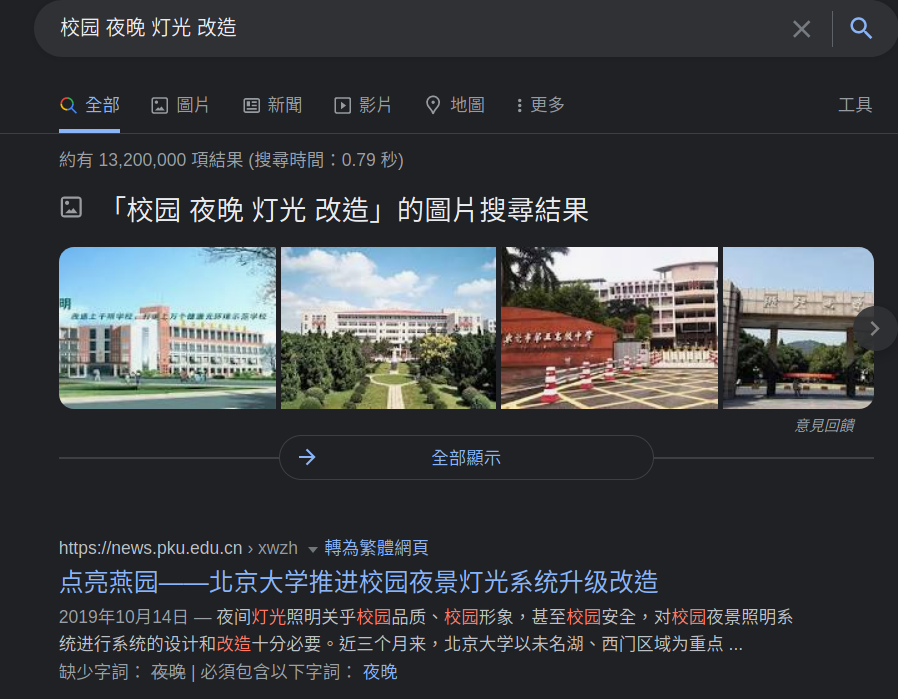 校园 夜晚 灯光 改造
全部 圖片 新聞 影片 地圖 更多 工具
約有 13,200,000 項結果 (搜尋時間：0.79 秒)
「校园 夜晚 灯光 改造」的圖片搜尋結果
意見回饋
全部顯示
https://news.pku.edu.cn › xwzh 轉為繁體網頁
点亮燕园——北京大学推进校园夜景灯光系统升级改造
2019年10月14日 — 夜间灯光照明关乎校园品质、校园形象，甚至校园安全，对校园夜景照明系
统进行系统的设计和改造十分必要。近三个月来，北京大学以未名湖、西门区域为重点 ...
缺少字詞： 夜晚 | 必須包含以下字詞： 夜晚